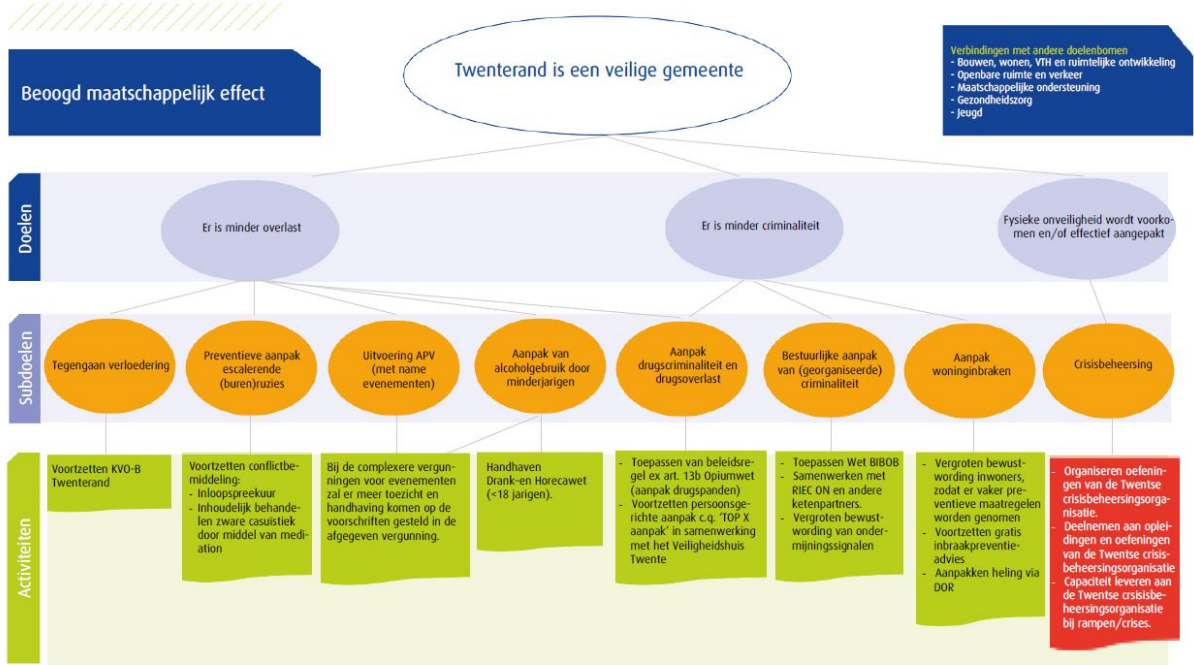 Beoogd maatschappelijk effect
Twenterand is een veilige gemeente
Verbindingen met andere doelenbomen
- Bouwen, wonen, VTH en ruimtelijke ontwikkeling
- Openbare ruimte en verkeer
- Maatschappelijke ondersteuning
- Gezondheidszorg
- Jeugd
Doelen
Er is minder overlast
Er is minder criminaliteit
Fysieke onveiligheid wordt voorko-
men en/of effectief aangepakt
Subdoelen
Tegengaan verloedering
Preventieve aanpak
escalerende
(buren)ruzies
Uitvoering APV
(met name
evenementen)
Aanpak van
alcoholgebruik door
minderjarigen
Aanpak
drugscriminaliteit en
drugsoverlast
Bestuurlijke aanpak
van (georganiseerde)
criminaliteit
Aanpak
woninginbraken
Crisisbeheersing
Activiteiten
Voortzetten KVO-B
Twenterand
Voortzetten conflictbe-
middeling:
- Inloopspreekuur
- Inhoudelijk behande-
len zware casuïstiek
door middel van medi-
ation
Bij de complexere vergun-
ningen voor evenementen
zal er meer toezicht en
handhaving komen op de
voorschriften gesteld in de
afgegeven vergunning.
Handhaven
Drank-en Horecawet
(<18 jarigen).
- Toepassen van beleidsre-
gel ex art. 13b Opiumwet
(aanpak drugspanden)
- Voortzetten persoonsge-
richte aanpak c.q. 'TOP X
aanpak' in samenwerking
met het Veiligheidshuis
Twente
- Toepassen Wet BIBOB
- Samenwerken met
RIEC ON en andere
ketenpartners.
- Vergroten bewust-
wording van onder-
mijningssignalen
- Vergroten bewust-
wording inwoners,
zodat er vaker pre-
ventieve maatregelen
worden genomen
- Voortzetten gratis
inbraakpreventie-
advies
- Aanpakken heling via
DOR
- Organiseren oefenin-
gen van de Twentse
crisisbeheersingsorga-
nisatie.
- Deelnemen aan oplei-
dingen en oefeningen
van de Twentse crisis-
beheersingsorganisatie
- Capaciteit leveren aan
de Twentse crsisisbe-
heersingsorganisatie
bij rampen/crises.